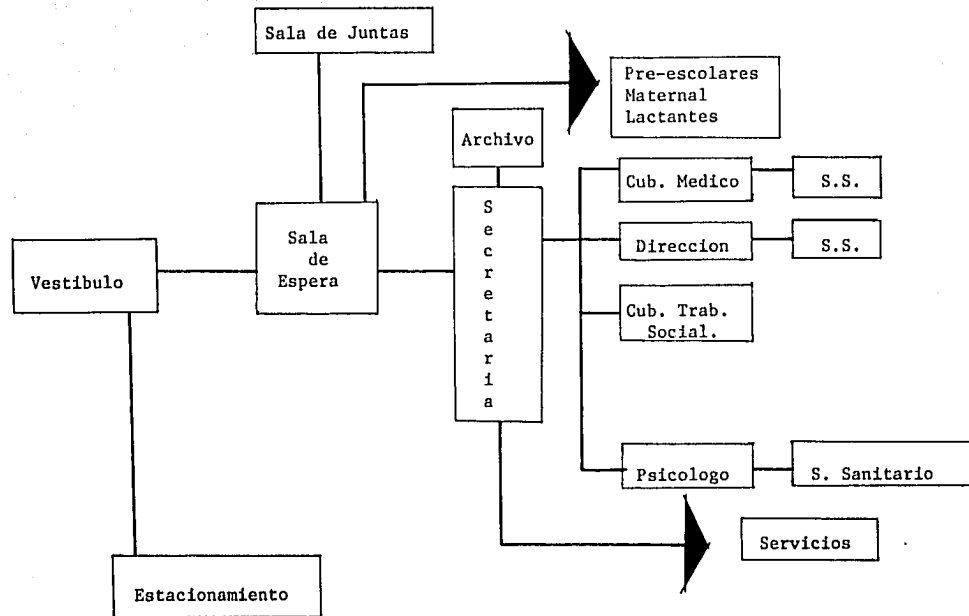 Sala de Juntas
Pre-escolares
Maternal
Lactantes
Archivo
Cub. Medico
S.S.
Secretaria
Sala
de
Espera
Direccion
S.S.
Vestibulo
Cub. Trab.
Social.
Psicologo
S. Sanitario
Servicios
Estacionamiento